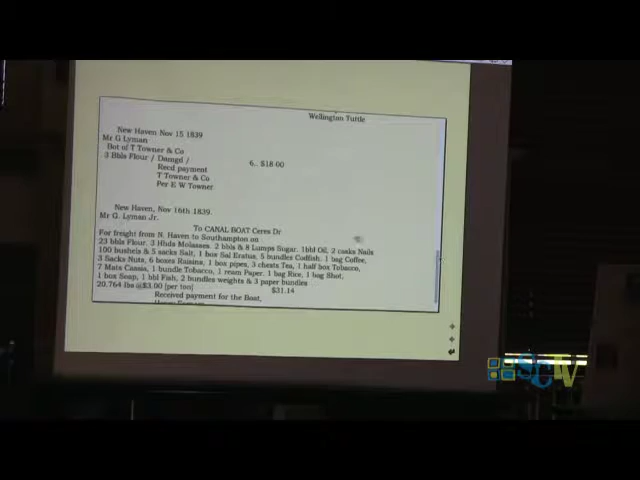 Wellington Tuttle
New Haven Nov 15 1839
Mr G Lyman
Bot of T Towner & Co
3 Bbls Flour / Damgd / 6.. $18 00
Recd payment
T Towner & Co
Per E W Towner
New Haven, Nov 16th 1839.
Mr G. Lyman Jr.
To CANAL BOAT Ceres Dr
For freight from N. Haven to Southampton on
23 bbls Flour. 3 Hhds Molasses. 2 bbls & 8 Lumps Sugar. 1bbl Oil, 2 casks Nails
100 bushels & 5 sacks Salt, 1 box Sal Eratus, 5 bundles Codfish. 1 bag Coffee,
3 Sacks Nuts, 6 boxes Raisins, 1 box pipes, 3 chests Tea, 1 half box Tobacco,
7 Mats Cassia, 1 bundle Tobacco, 1 ream Paper. 1 bag Rice, 1 bag Shot,
1 box Soap, 1 bbl Fish, 2 bundles weights & 3 paper bundles
20,764 lbs @$3.00 [per ton] $31.14
Received payment for the Boat,
SCTV